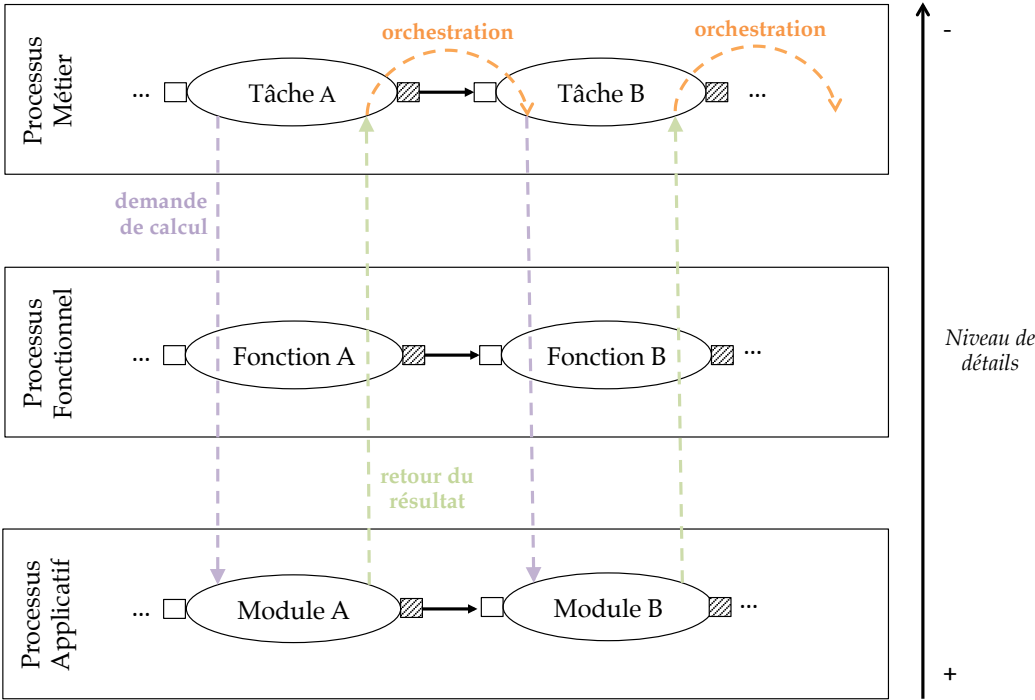 Processus
Métier
...
Tâche A
orchestration
Tâche B
orchestration
...
-
demande
de calcul
Processus
Fonctionnel
...
Fonction A
Fonction B
...
Niveau de
détails
retour du
résultat
Processus
Applicatif
...
Module A
Module B
...
+